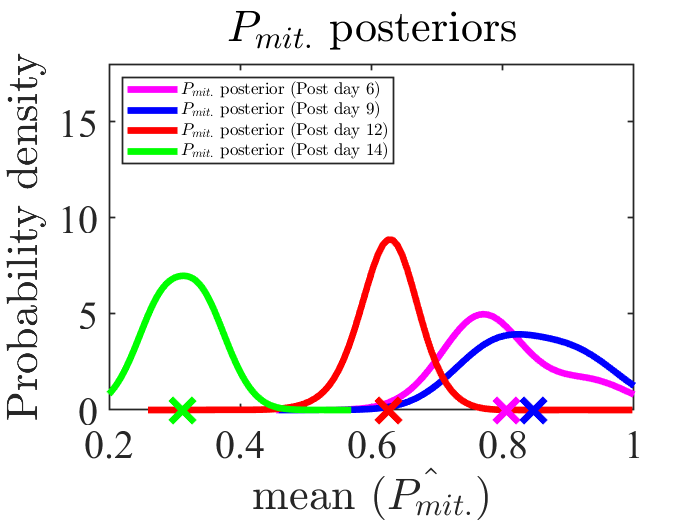 P_mit. posteriors
P_mit. posterior (Post day 6)
P_mit. posterior (Post day 9)
P_mit. posterior (Post day 12)
P_mit. posterior (Post day 14)
Probability density
15
10
5
0
0.2 0.4 0.6 0.8 1
mean (P̂_mit.)